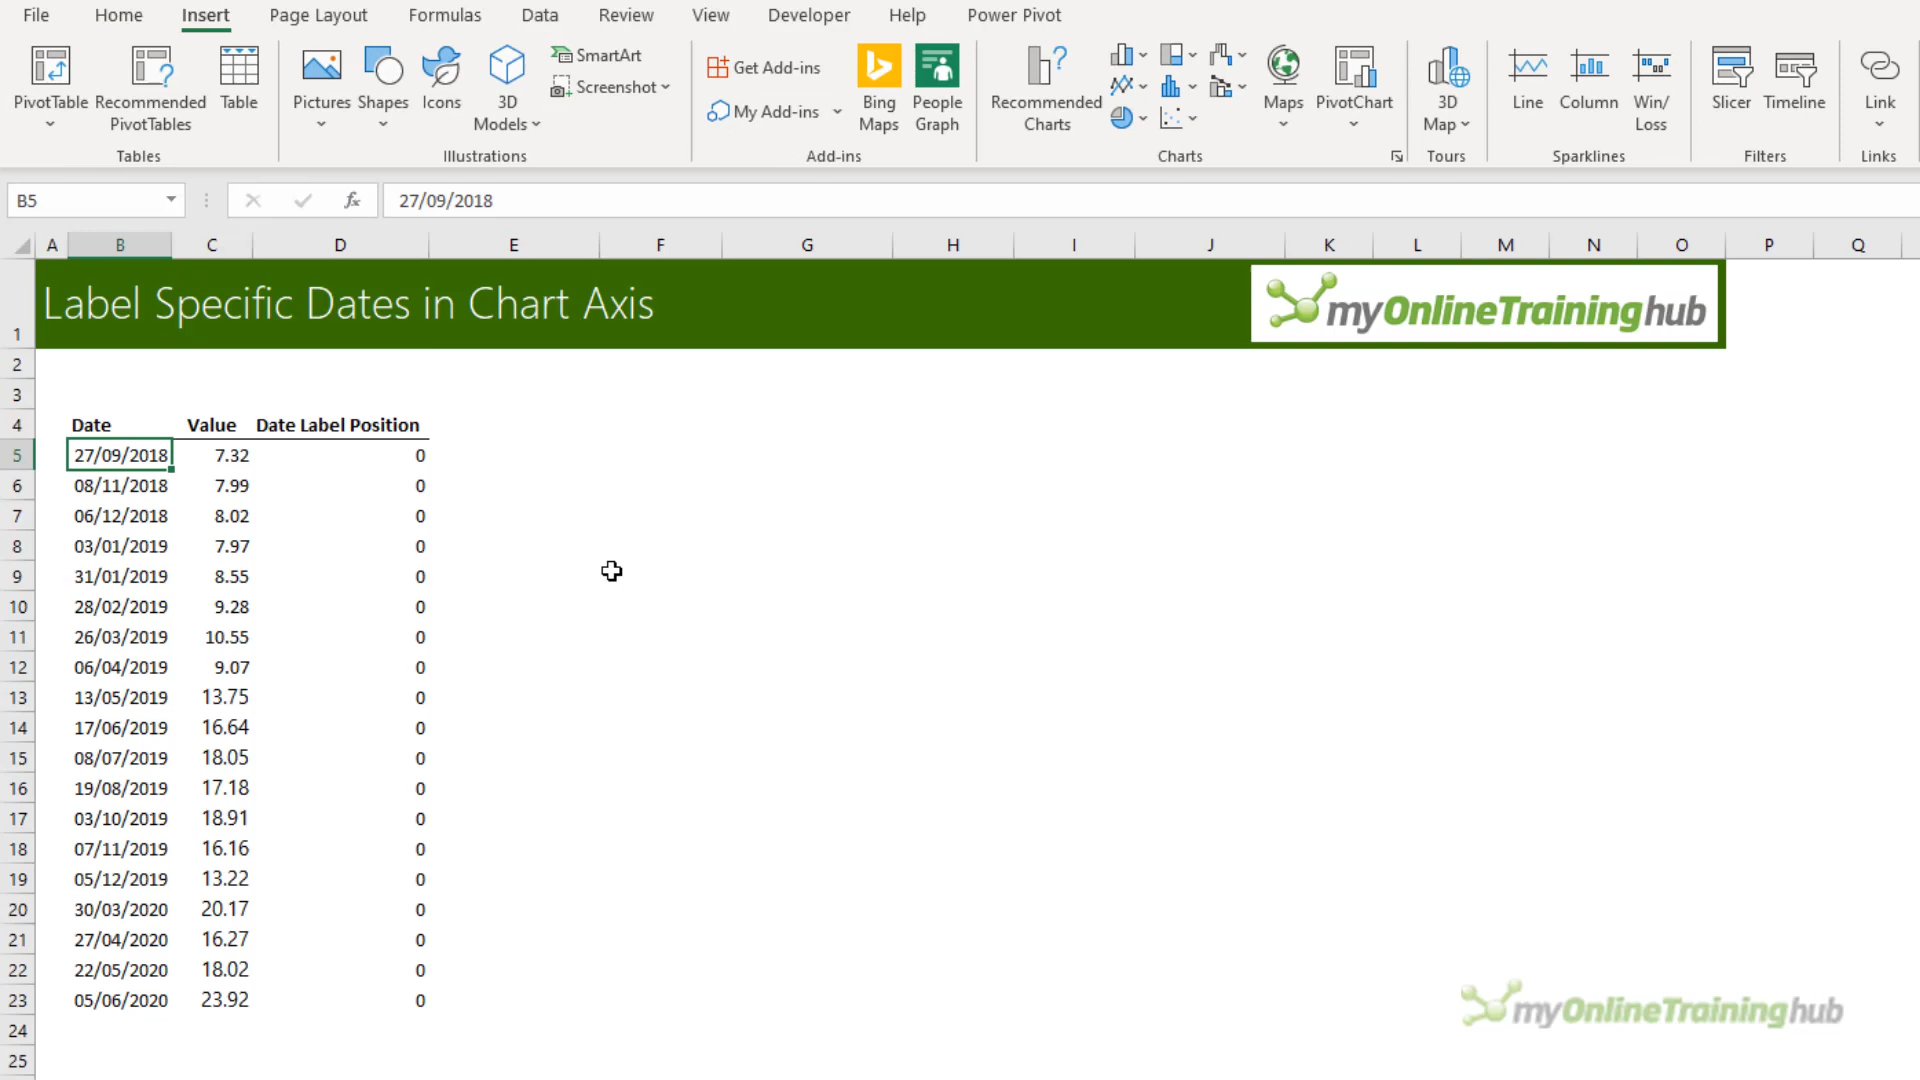 File Home Insert Page Layout Formulas Data Review View Developer Help Power Pivot
PivotTable Recommended PivotTables Table
Tables
Pictures Shapes Icons 3D Models SmartArt Screenshot
Illustrations
Get Add-ins My Add-ins Bing Maps People Graph
Add-ins
Recommended Charts Maps PivotChart
Charts
3D Map
Tours
Line Column Win/ Loss
Sparklines
Slicer Timeline
Filters
Link
Links
B5 fx 27/09/2018
A B C D E F G H I J K L M N O P Q
1 Label Specific Dates in Chart Axis myOnlineTraininghub
2
3
4 Date Value Date Label Position
5 27/09/2018 7.32 0
6 08/11/2018 7.99 0
7 06/12/2018 8.02 0
8 03/01/2019 7.97 0
9 31/01/2019 8.55 0
10 28/02/2019 9.28 0
11 26/03/2019 10.55 0
12 06/04/2019 9.07 0
13 13/05/2019 13.75 0
14 17/06/2019 16.64 0
15 08/07/2019 18.05 0
16 19/08/2019 17.18 0
17 03/10/2019 18.91 0
18 07/11/2019 16.16 0
19 05/12/2019 13.22 0
20 30/03/2020 20.17 0
21 27/04/2020 16.27 0
22 22/05/2020 18.02 0
23 05/06/2020 23.92 0
myOnlineTraininghub
24
25